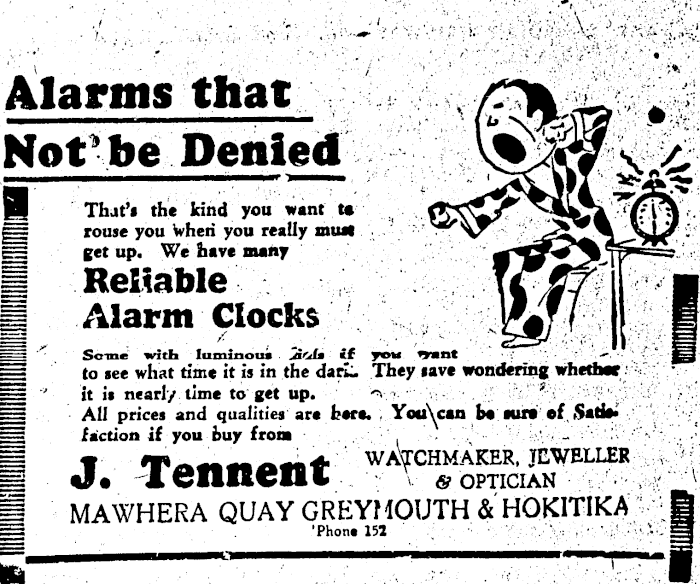 Alarms that
Not be Denied
That's the kind you want to
rouse you when you really must
get up. We have many
Reliable
Alarm Clocks
Some with luminous dials if you want
to see what time it is in the dark. They save wondering whether
it is nearly time to get up.
All prices and qualities are here. You can be sure of Satis-
faction if you buy from
J. Tennent
WATCHMAKER, JEWELLER
& OPTICIAN
MAWHERA QUAY GREYMOUTH & HOKITIKA
'Phone 152